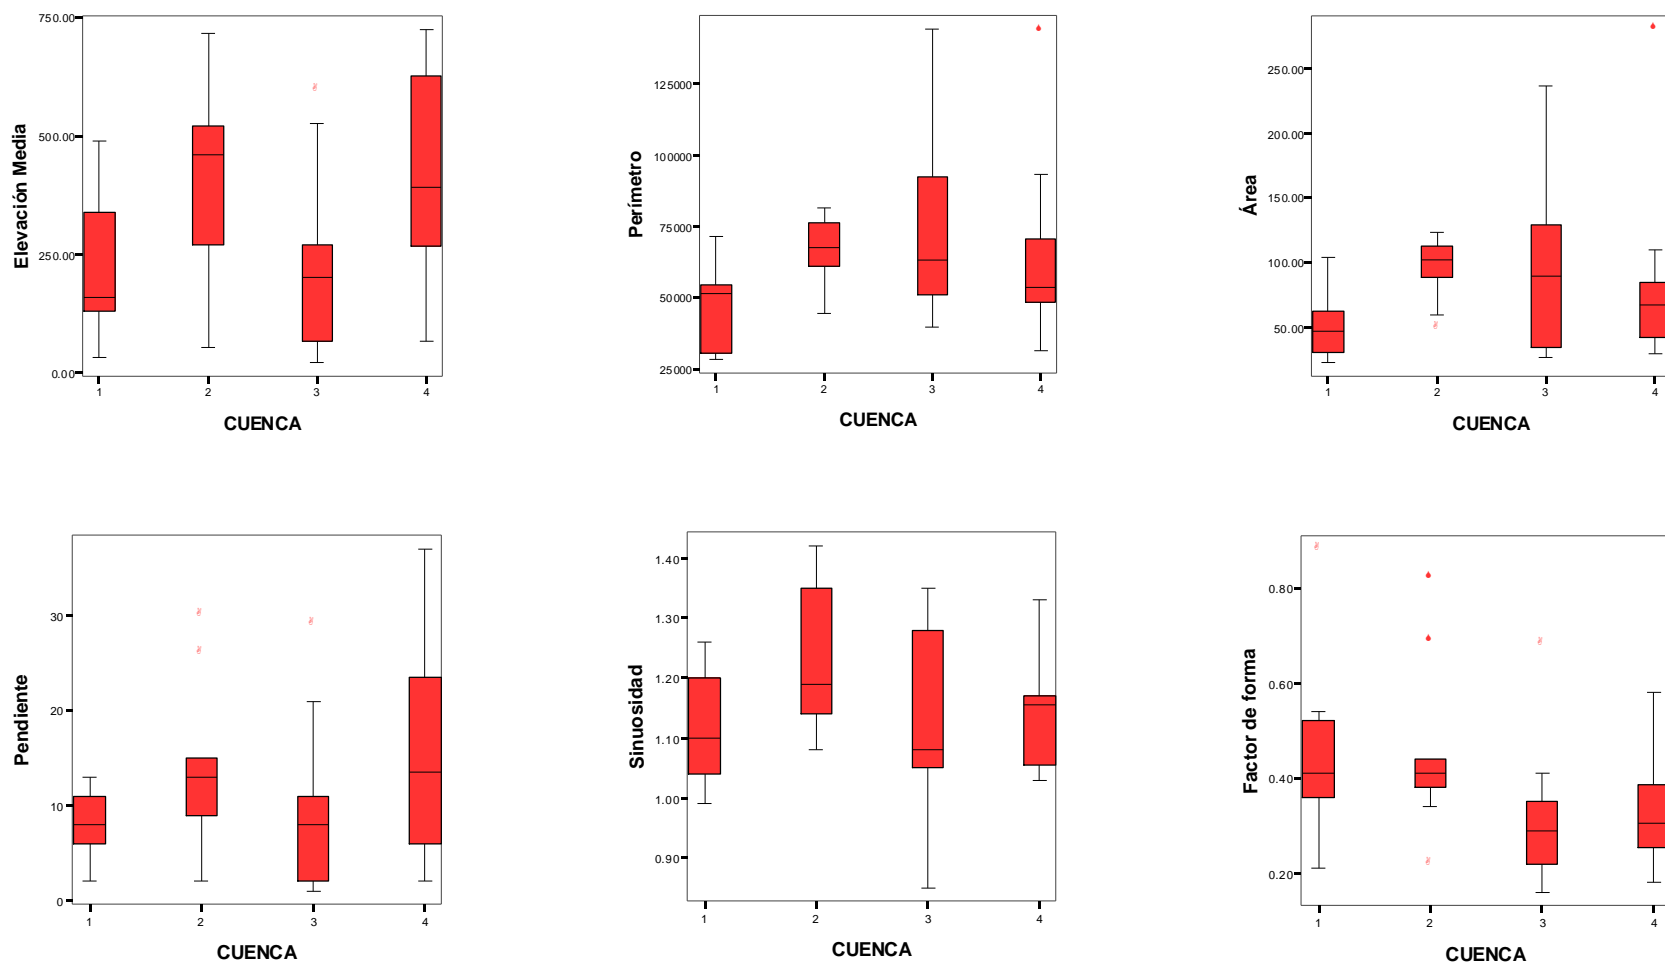 Elevación Media
750.00
500.00
250.00
0.00
1 2 3 4
CUENCA
Perímetro
125000
100000
75000
50000
25000
1 2 3 4
CUENCA
Área
250.00
200.00
150.00
100.00
50.00
1 2 3 4
CUENCA
Pendiente
30
20
10
0
1 2 3 4
CUENCA
Sinuosidad
1.40
1.30
1.20
1.10
1.00
0.90
1 2 3 4
CUENCA
Factor de forma
0.80
0.60
0.40
0.20
1 2 3 4
CUENCA